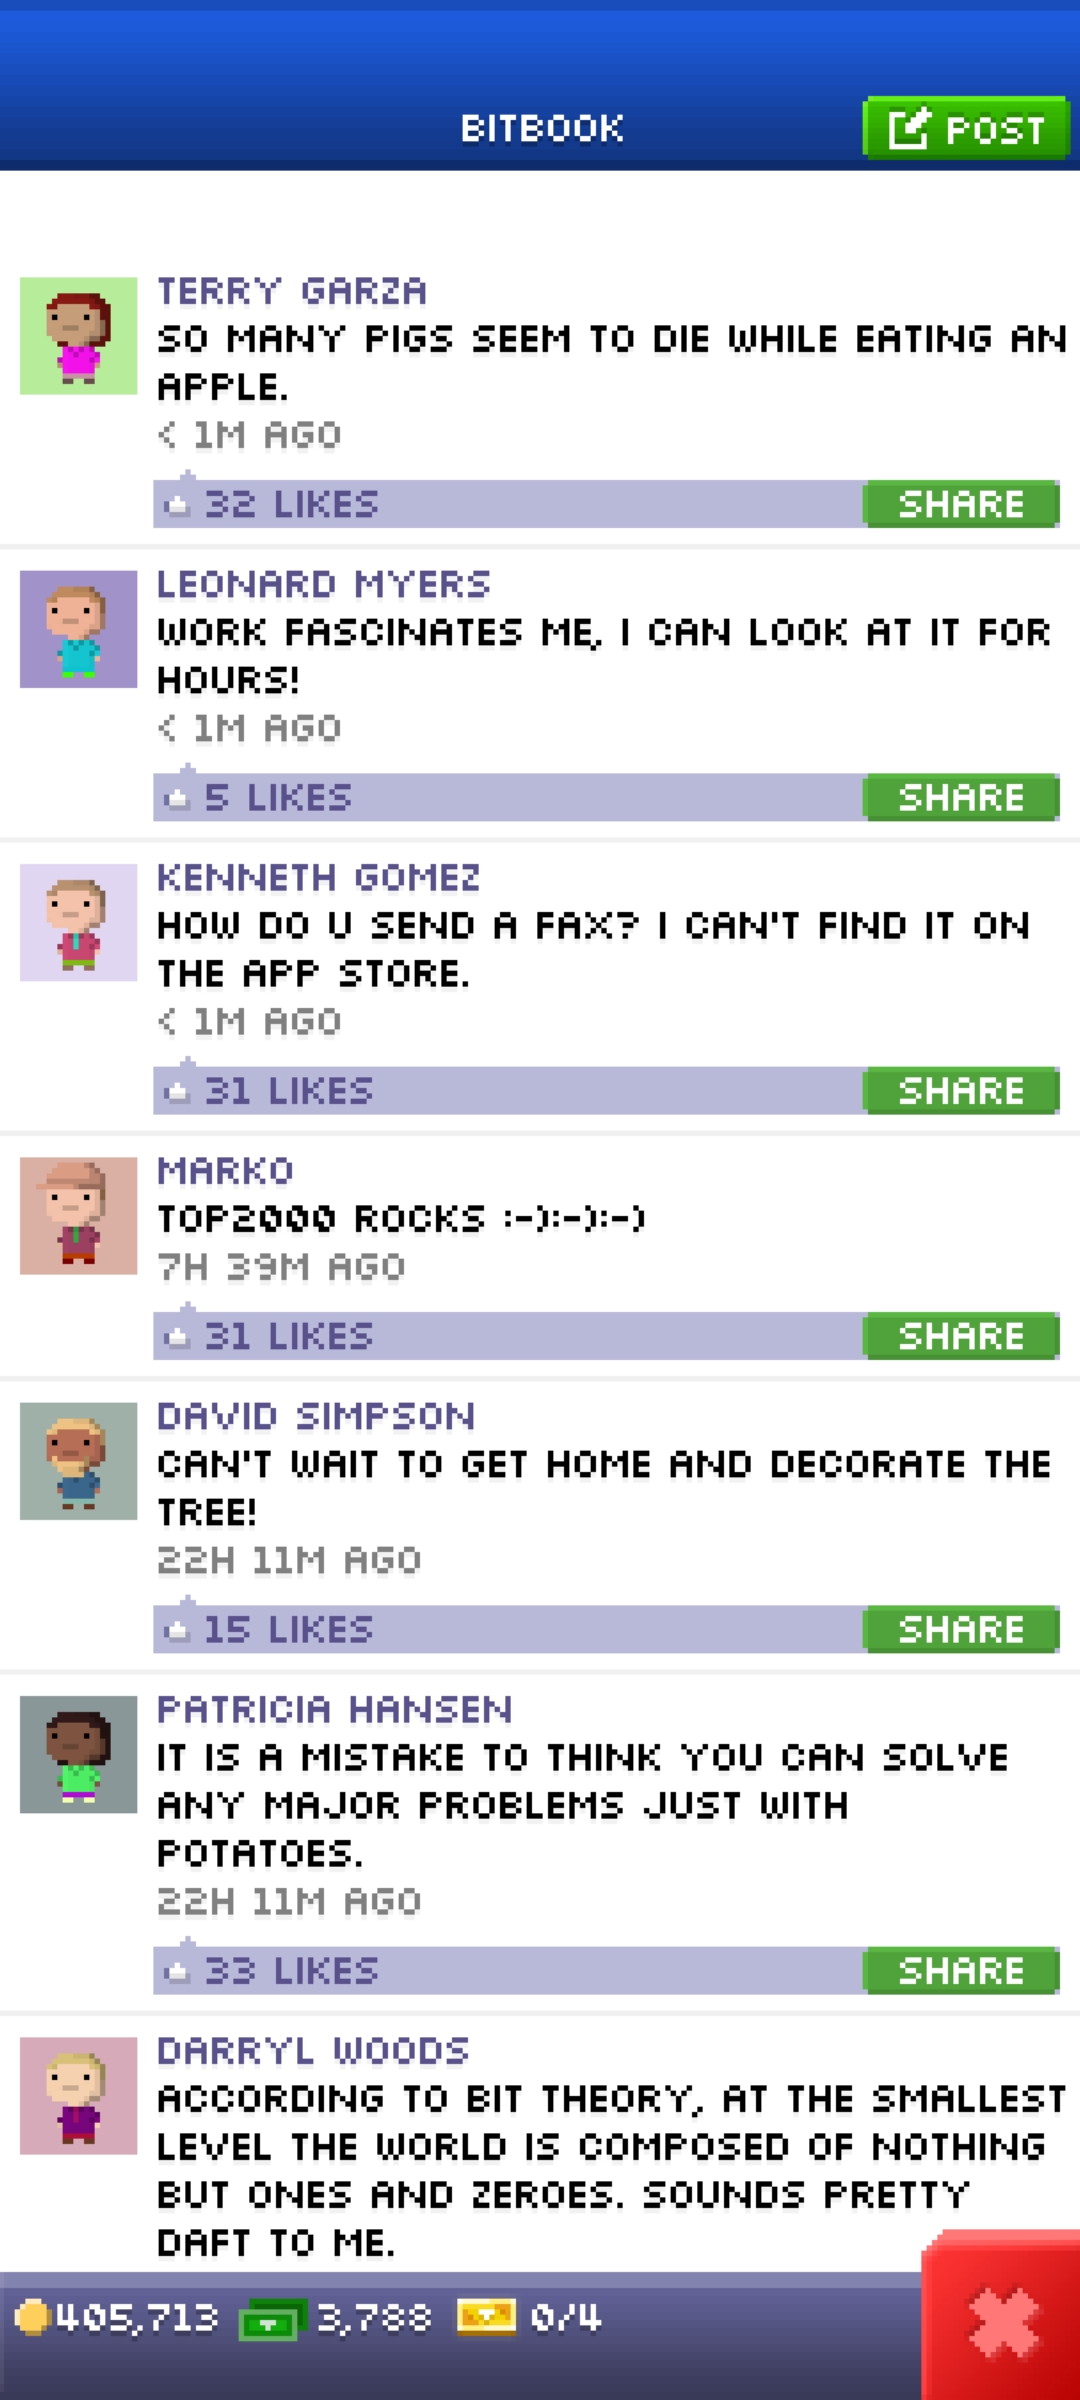 BITBOOK
POST
TERRY GARZA
SO MANY PIGS SEEM TO DIE WHILE EATING AN
APPLE.
< 1M AGO
32 LIKES
SHARE
LEONARD MYERS
WORK FASCINATES ME, I CAN LOOK AT IT FOR
HOURS!
< 1M AGO
5 LIKES
SHARE
KENNETH GOMEZ
HOW DO U SEND A FAX? I CAN'T FIND IT ON
THE APP STORE.
< 1M AGO
31 LIKES
SHARE
MARKO
TOP2000 ROCKS :-):-):-)
7H 39M AGO
31 LIKES
SHARE
DAVID SIMPSON
CAN'T WAIT TO GET HOME AND DECORATE THE
TREE!
22H 11M AGO
15 LIKES
SHARE
PATRICIA HANSEN
IT IS A MISTAKE TO THINK YOU CAN SOLVE
ANY MAJOR PROBLEMS JUST WITH
POTATOES.
22H 11M AGO
33 LIKES
SHARE
DARRYL WOODS
ACCORDING TO BIT THEORY, AT THE SMALLEST
LEVEL THE WORLD IS COMPOSED OF NOTHING
BUT ONES AND ZEROES. SOUNDS PRETTY
DAFT TO ME.
405,713 3,788 0/4